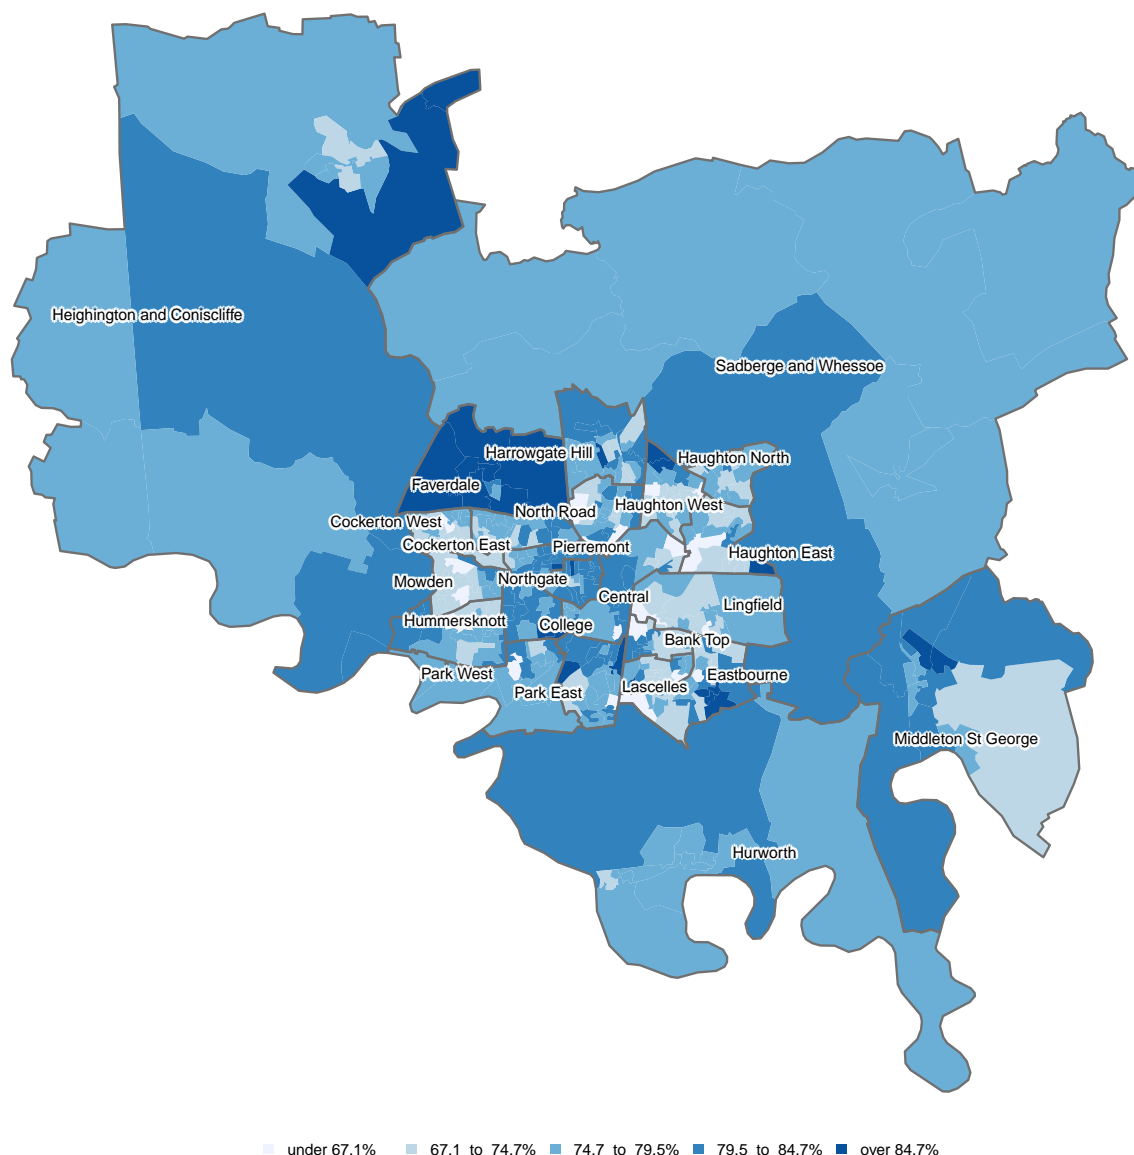 Heighington and Coniscliffe
Sadberge and Whessoe
Harrowgate Hill
Haughton North
Faverdale
Haughton West
North Road
Cockerton West
Cockerton East
Pierremont
Haughton East
Mowden
Northgate
Central
Lingfield
Hummersknott
College
Bank Top
Park West
Eastbourne
Park East
Lascelles
Middleton St George
Hurworth
under 67.1% 67.1 to 74.7% 74.7 to 79.5% 79.5 to 84.7% over 84.7%